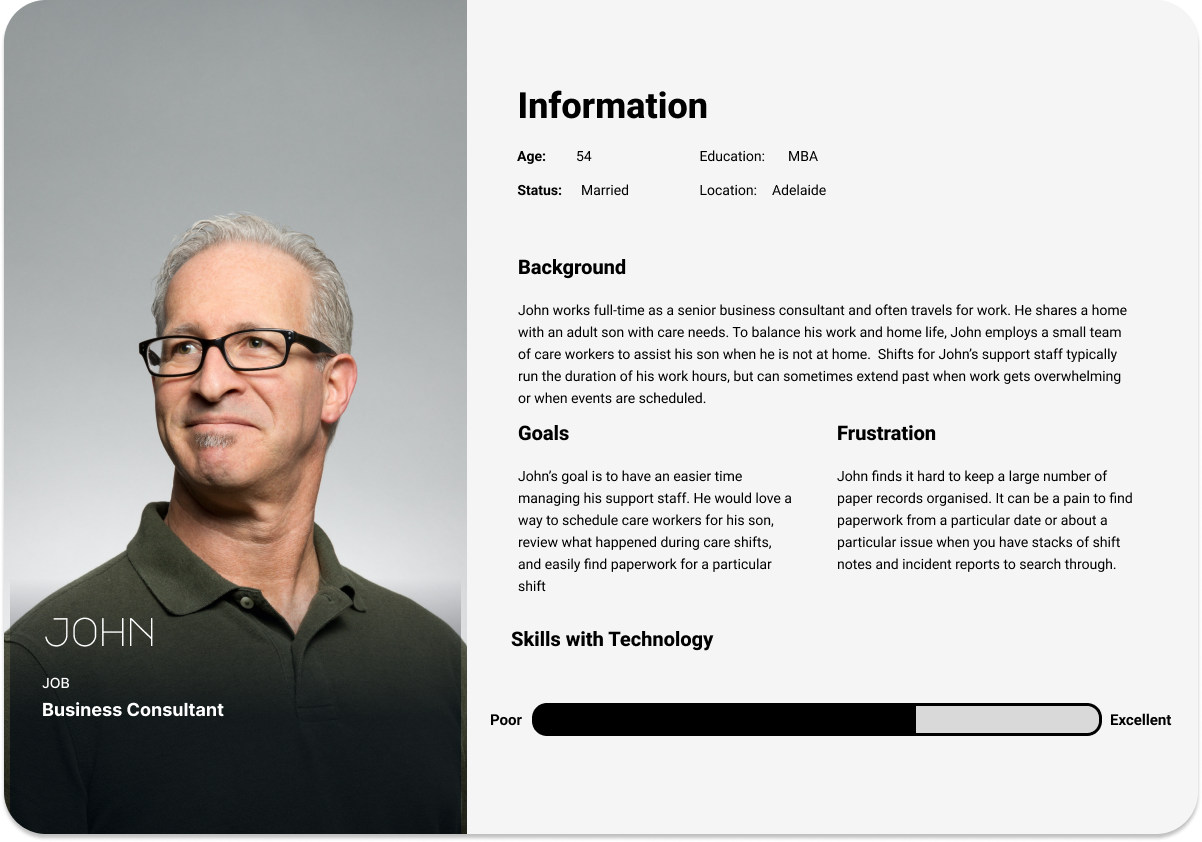 JOHN
JOB
Business Consultant
Information
Age: 54 Education: MBA
Status: Married Location: Adelaide
Background
John works full-time as a senior business consultant and often travels for work. He shares a home
with an adult son with care needs. To balance his work and home life, John employs a small team
of care workers to assist his son when he is not at home.  Shifts for John’s support staff typically
run the duration of his work hours, but can sometimes extend past when work gets overwhelming
or when events are scheduled.
Goals
John’s goal is to have an easier time
managing his support staff. He would love a
way to schedule care workers for his son,
review what happened during care shifts,
and easily find paperwork for a particular
shift
Frustration
John finds it hard to keep a large number of
paper records organised. It can be a pain to find
paperwork from a particular date or about a
particular issue when you have stacks of shift
notes and incident reports to search through.
Skills with Technology
Poor Excellent